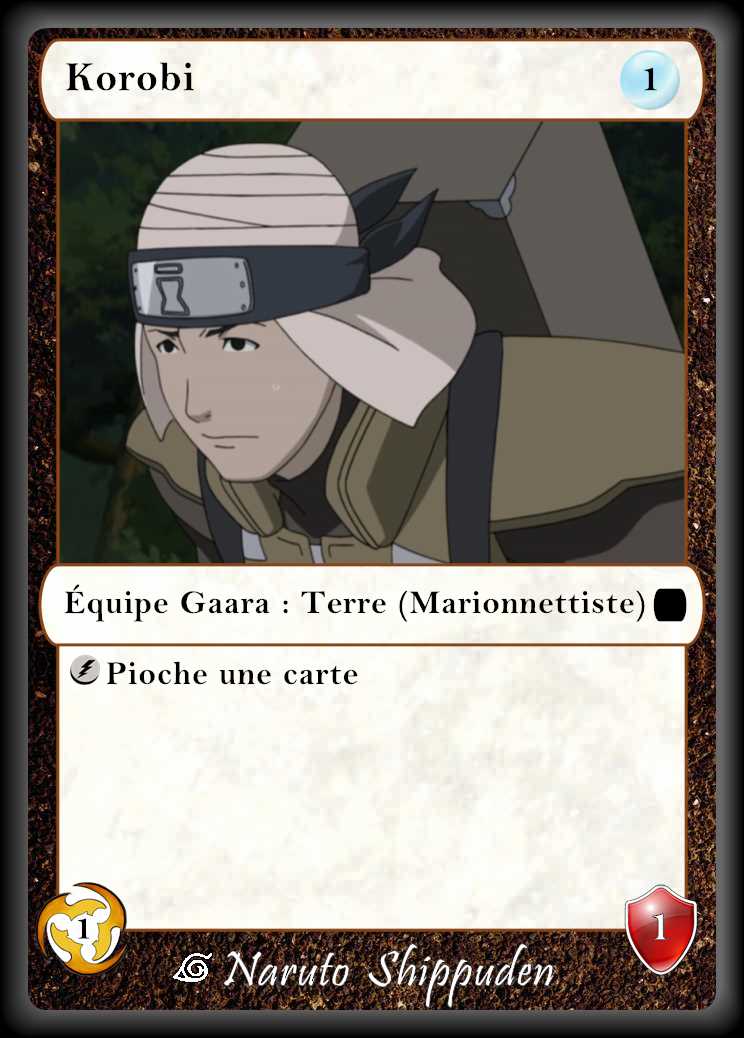 Korobi
1
Équipe Gaara : Terre (Marionnettiste)
Pioche une carte
1
1
Naruto Shippuden